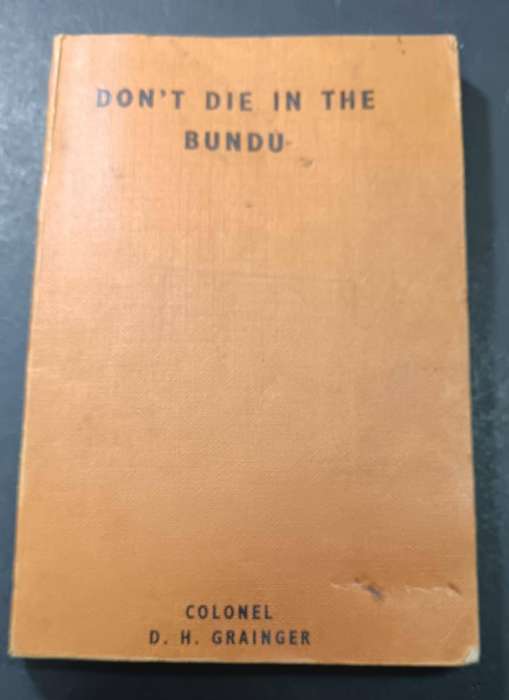 DON'T DIE IN THE
BUNDU
COLONEL
D. H. GRAINGER